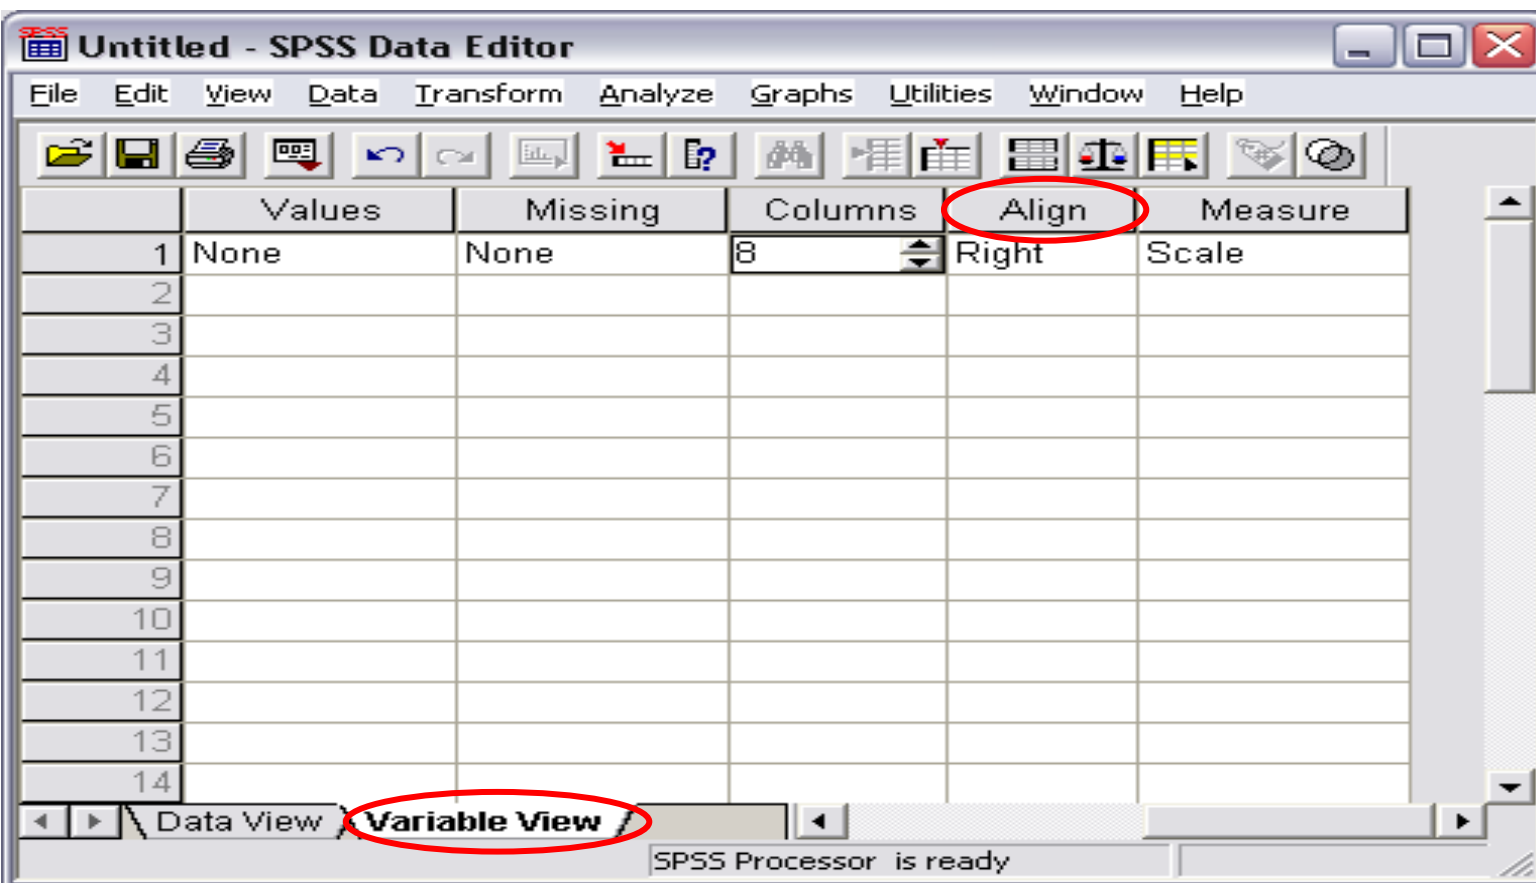 SPSS Untitled - SPSS Data Editor
File Edit View Data Transform Analyze Graphs Utilities Window Help
Values Missing Columns Align Measure
1 None None 8 Right Scale
2
3
4
5
6
7
8
9
10
11
12
13
14
Data View Variable View
SPSS Processor is ready